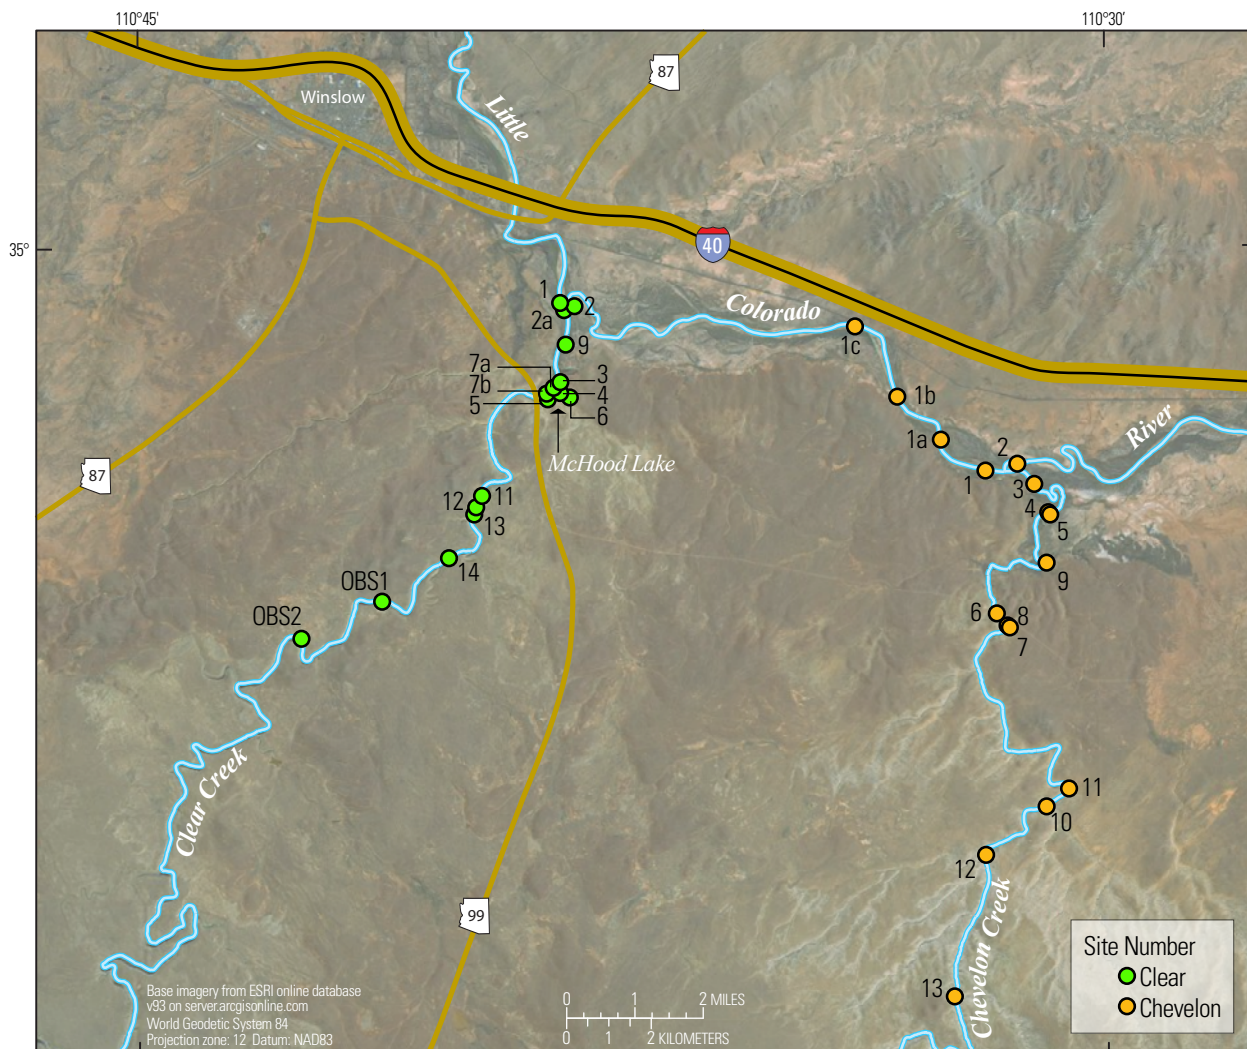 110°45'
110°30'
87
Winslow
Little
40
35°
1
2
2a
Colorado
1c
9
7a
3
7b
4
5
6
1b
McHood Lake
1a
River
2
1
3
87
4
5
11
12
13
9
14
OBS1
6
8
7
OBS2
Clear Creek
11
10
12
99
Chevelon Creek
13
Site Number
Clear
Chevelon
Base imagery from ESRI online database
v93 on server.arcgisonline.com
World Geodetic System 84
Projection zone: 12 Datum: NAD83
0 1 2 MILES
0 1 2 KILOMETERS